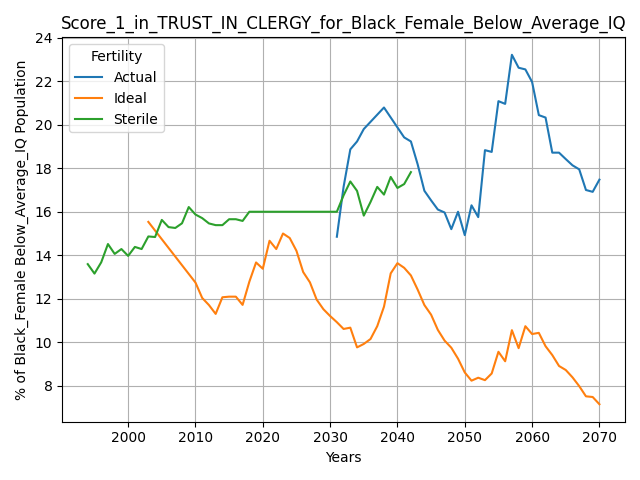 Score_1_in_TRUST_IN_CLERGY_for_Black_Female_Below_Average_IQ
Fertility
Actual
Ideal
Sterile
% of Black_Female Below_Average_IQ Population
24
22
20
18
16
14
12
10
8
2000 2010 2020 2030 2040 2050 2060 2070
Years